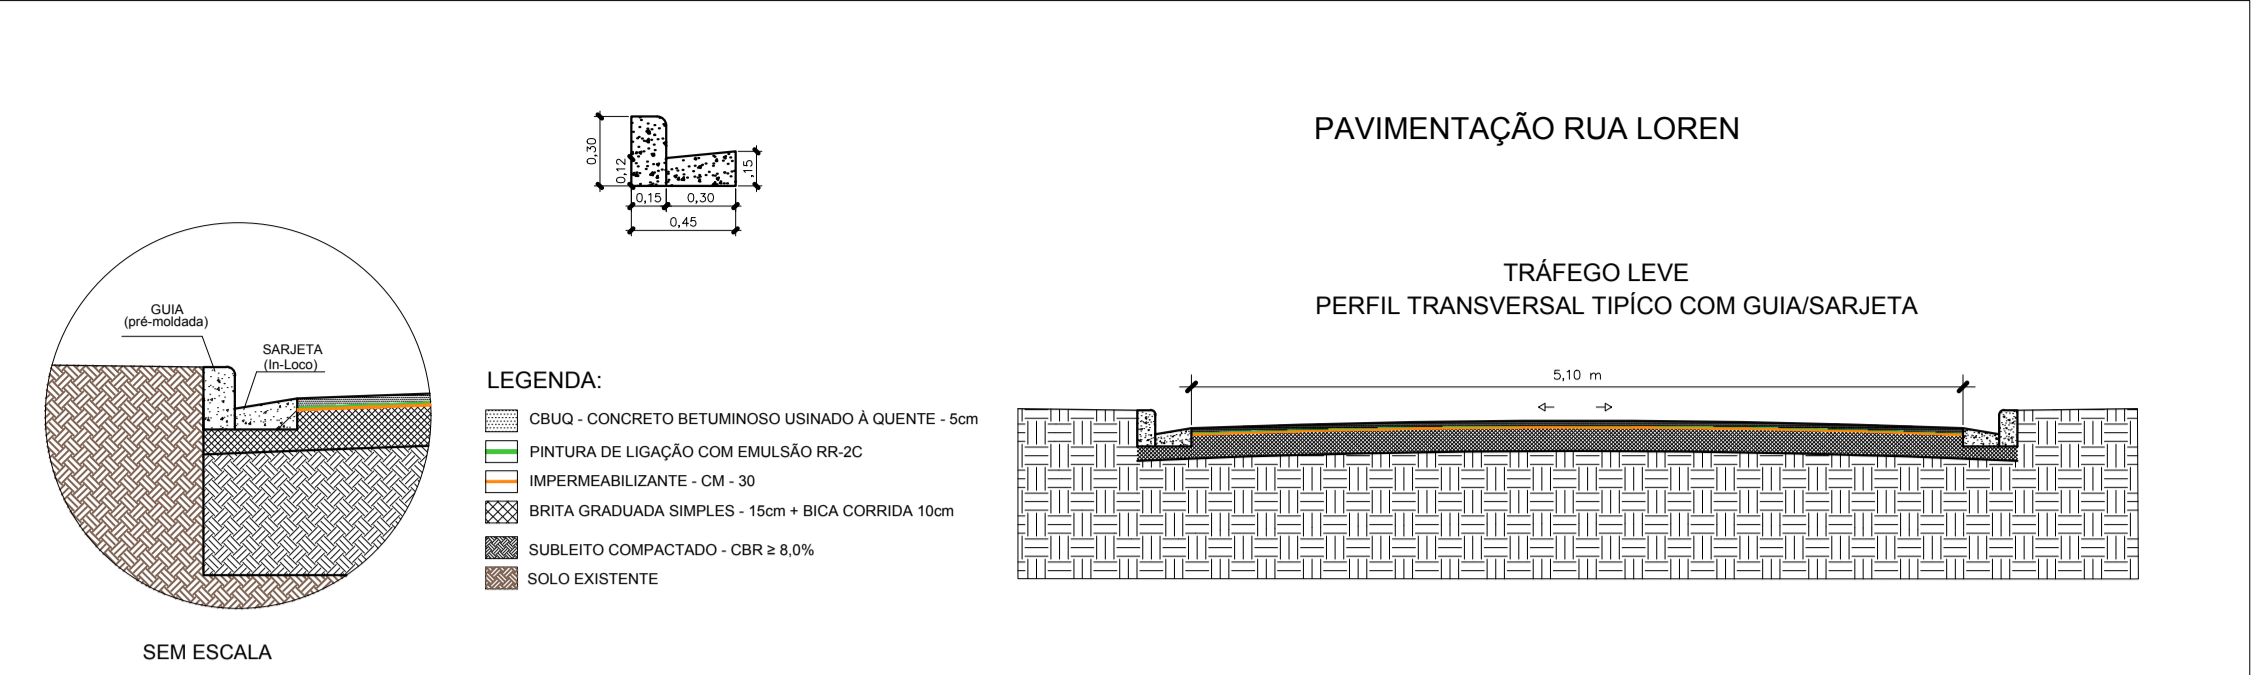 PAVIMENTAÇÃO RUA LOREN
0,30
0,12
,15
0,15
0,30
0,45
TRÁFEGO LEVE
PERFIL TRANSVERSAL TIPÍCO COM GUIA/SARJETA
GUIA
(pré-moldada)
SARJETA
(In-Loco)
SEM ESCALA
LEGENDA:
CBUQ - CONCRETO BETUMINOSO USINADO À QUENTE - 5cm
PINTURA DE LIGAÇÃO COM EMULSÃO RR-2C
IMPERMEABILIZANTE - CM - 30
BRITA GRADUADA SIMPLES - 15cm + BICA CORRIDA 10cm
SUBLEITO COMPACTADO - CBR ≥ 8,0%
SOLO EXISTENTE
5,10 m